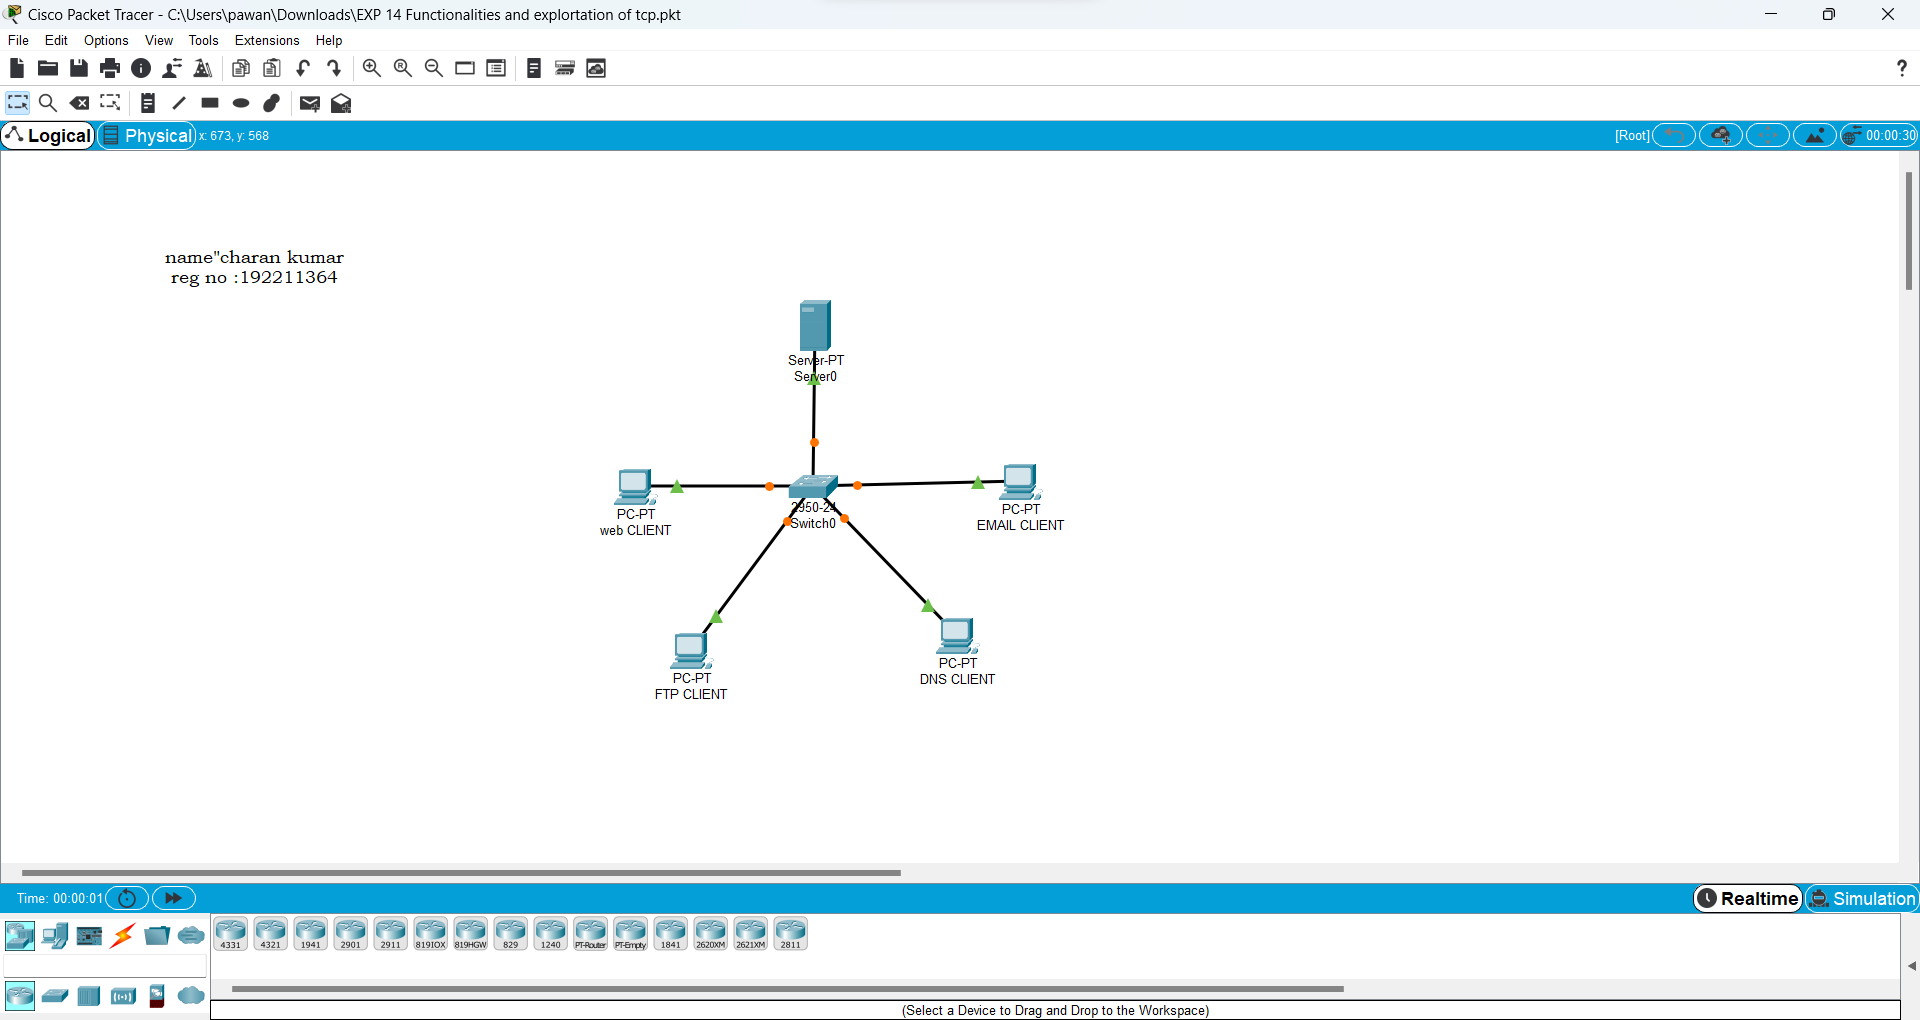 Cisco Packet Tracer - C:\Users\pawan\Downloads\EXP 14 Functionalities and explortation of tcp.pkt
File Edit Options View Tools Extensions Help
?
Logical Physical x: 673, y: 568 [Root] 00:00:30
name"charan kumar
reg no :192211364
Server-PT
Server0
PC-PT
web CLIENT
2950-24
Switch0
PC-PT
EMAIL CLIENT
PC-PT
FTP CLIENT
PC-PT
DNS CLIENT
Time: 00:00:01 Realtime Simulation
4331 4321 1941 2901 2911 819IOX 819HGW 829 1240 PT-Router PT-Empty 1841 2620XM 2621XM 2811
(Select a Device to Drag and Drop to the Workspace)